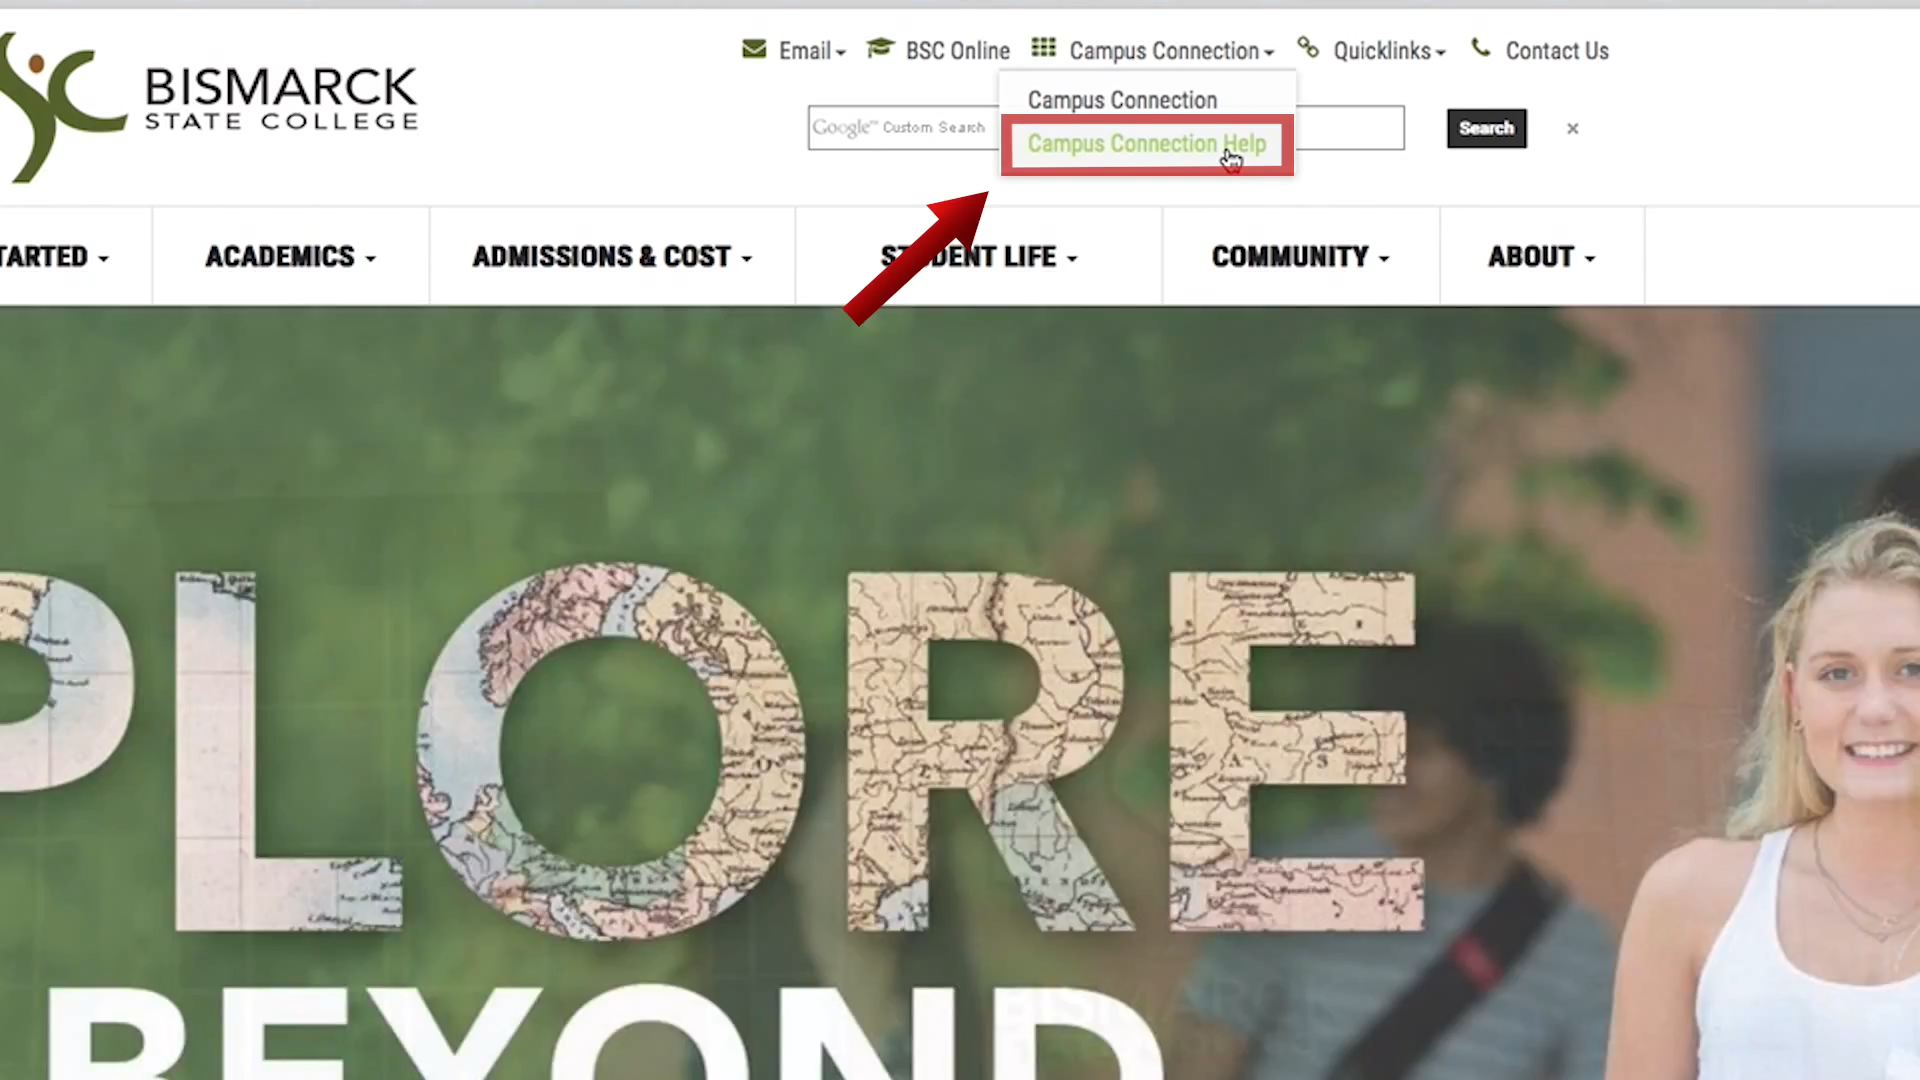 Email
BSC Online
Campus Connection
Quicklinks
Contact Us
BISMARCK
STATE COLLEGE
Campus Connection
Google™ Custom Search
Campus Connection Help
Search
×
TARTED
ACADEMICS
ADMISSIONS & COST
ST DENT LIFE
COMMUNITY
ABOUT
PLORE
BEYOND